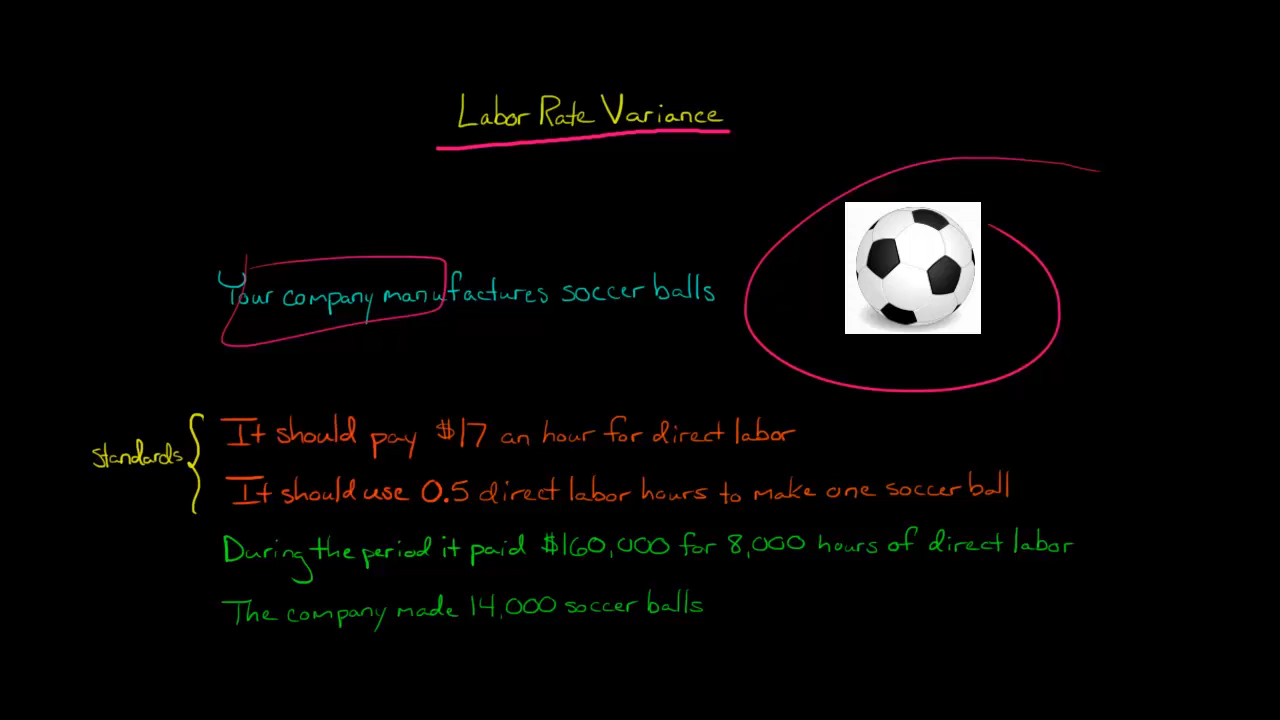 Labor Rate Variance
Your company manufactures soccer balls
Standards
It should pay $17 an hour for direct labor
It should use 0.5 direct labor hours to make one soccer ball
During the period it paid $160,000 for 8,000 hours of direct labor
The company made 14,000 soccer balls